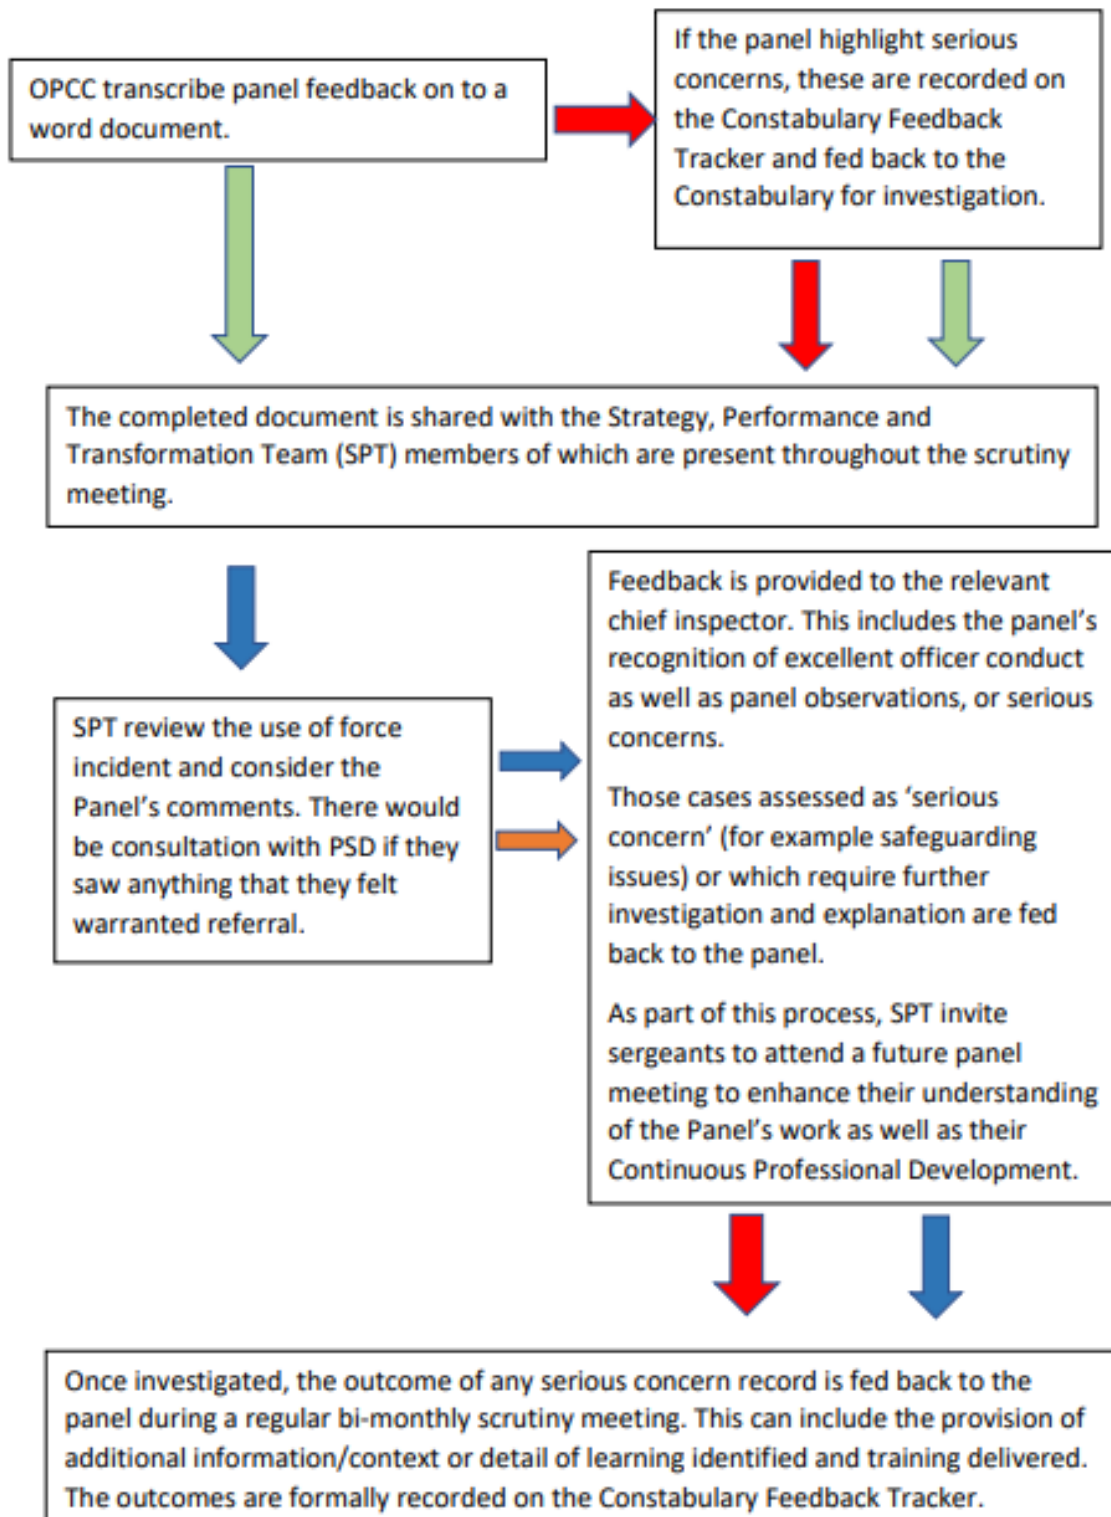 OPCC transcribe panel feedback on to a
word document.
If the panel highlight serious
concerns, these are recorded on
the Constabulary Feedback
Tracker and fed back to the
Constabulary for investigation.
The completed document is shared with the Strategy, Performance and
Transformation Team (SPT) members of which are present throughout the scrutiny
meeting.
SPT review the use of force
incident and consider the
Panel’s comments. There would
be consultation with PSD if they
saw anything that they felt
warranted referral.
Feedback is provided to the relevant
chief inspector. This includes the panel’s
recognition of excellent officer conduct
as well as panel observations, or serious
concerns.
Those cases assessed as ‘serious
concern’ (for example safeguarding
issues) or which require further
investigation and explanation are fed
back to the panel.
As part of this process, SPT invite
sergeants to attend a future panel
meeting to enhance their understanding
of the Panel’s work as well as their
Continuous Professional Development.
Once investigated, the outcome of any serious concern record is fed back to the
panel during a regular bi-monthly scrutiny meeting. This can include the provision of
additional information/context or detail of learning identified and training delivered.
The outcomes are formally recorded on the Constabulary Feedback Tracker.